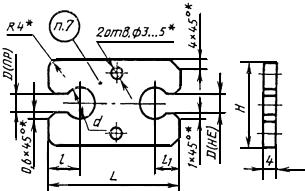 R4*
п.7
2отв.ф3...5*
4×45°*
D(ПР)
0,6×45°*
d
l
L
l₁
1×45°*
D(НЕ)
H
4